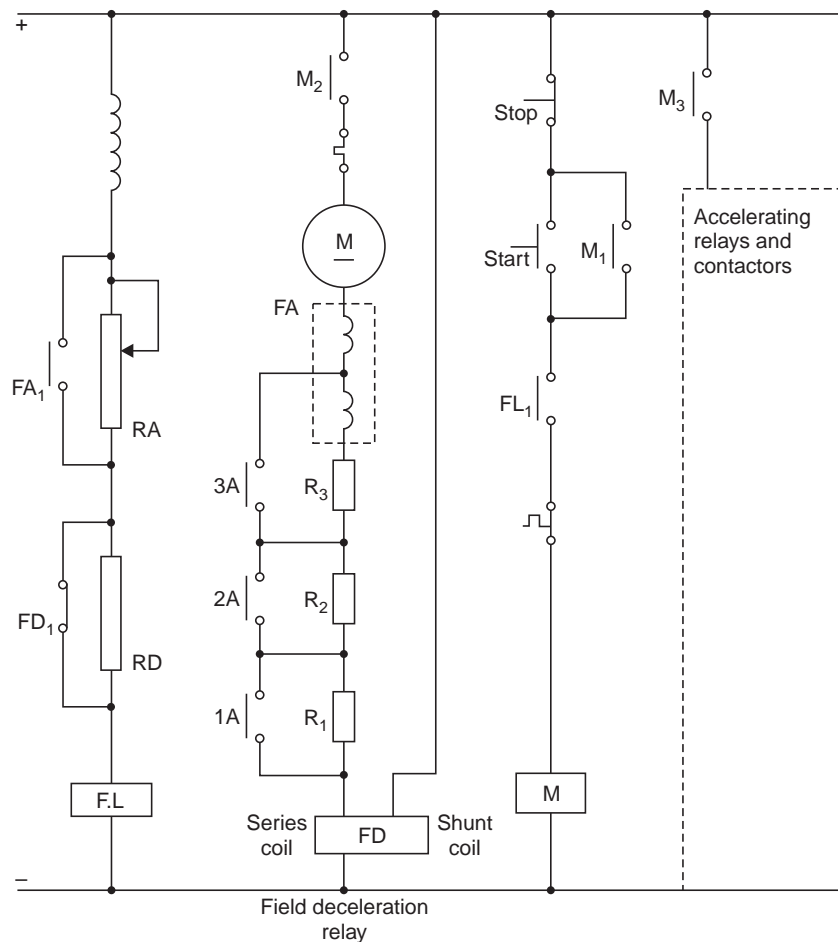 +
M₂
Stop
M₃
M
FA
Start
M₁
Accelerating
relays and
contactors
FA₁
RA
FL₁
3A
R₃
FD₁
RD
2A
R₂
1A
R₁
F.L
Series
coil
FD
Shunt
coil
M
–
Field deceleration
relay